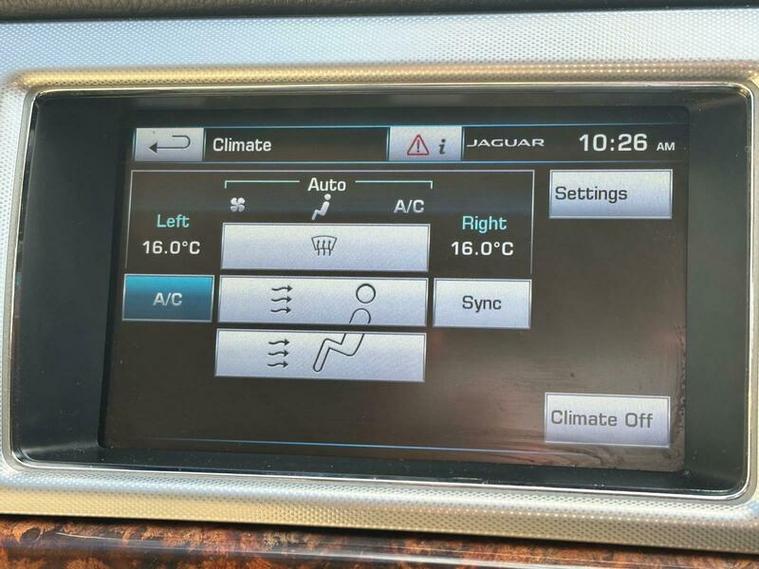 Climate
i JAGUAR 10:26 AM
Auto
A/C
Settings
Left
16.0°C
Right
16.0°C
A/C
Sync
Climate Off